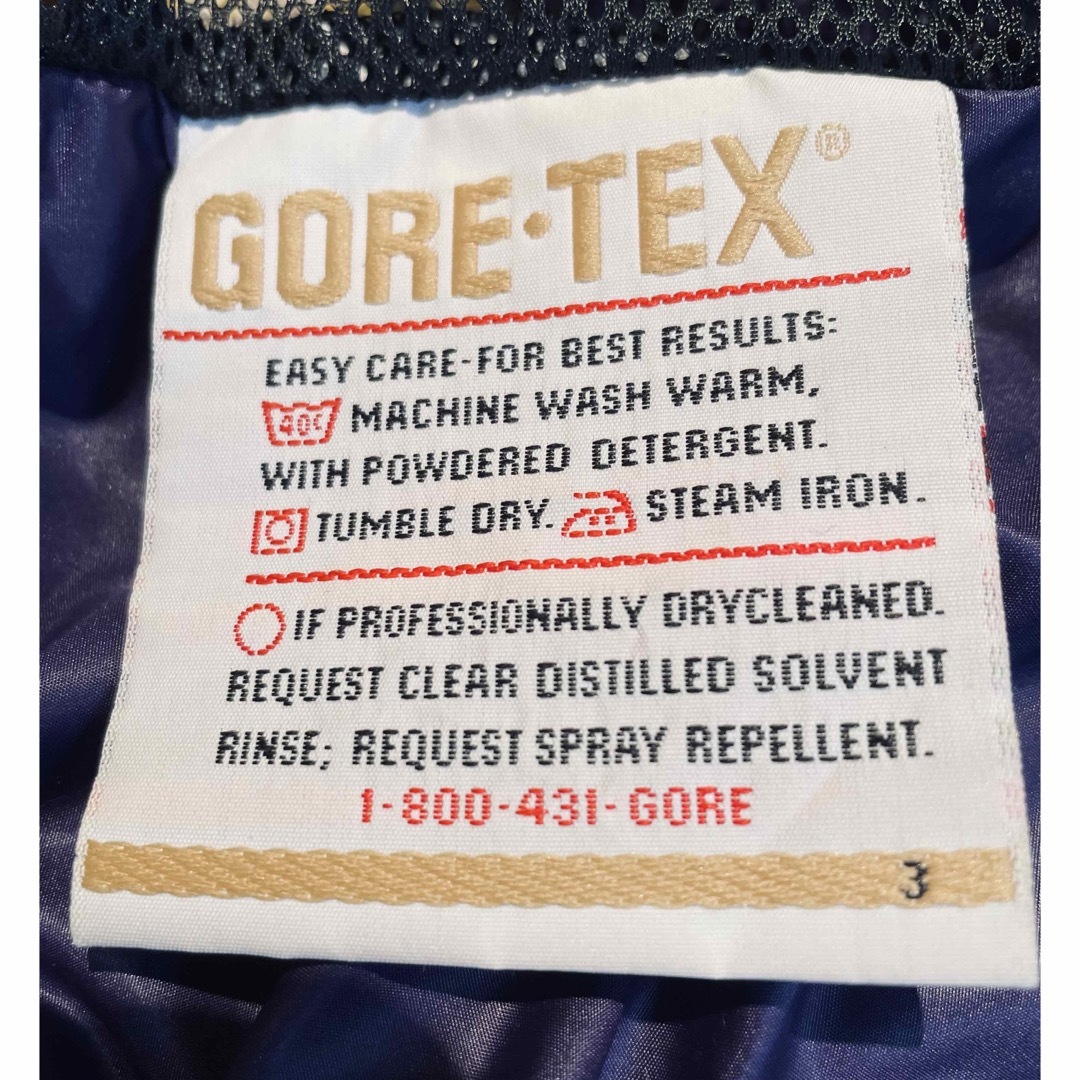 GORE·TEX®
EASY CARE-FOR BEST RESULTS:
40C MACHINE WASH WARM,
WITH POWDERED DETERGENT.
TUMBLE DRY. STEAM IRON.
IF PROFESSIONALLY DRYCLEANED.
REQUEST CLEAR DISTILLED SOLVENT
RINSE; REQUEST SPRAY REPELLENT.
1-800-431-GORE
3